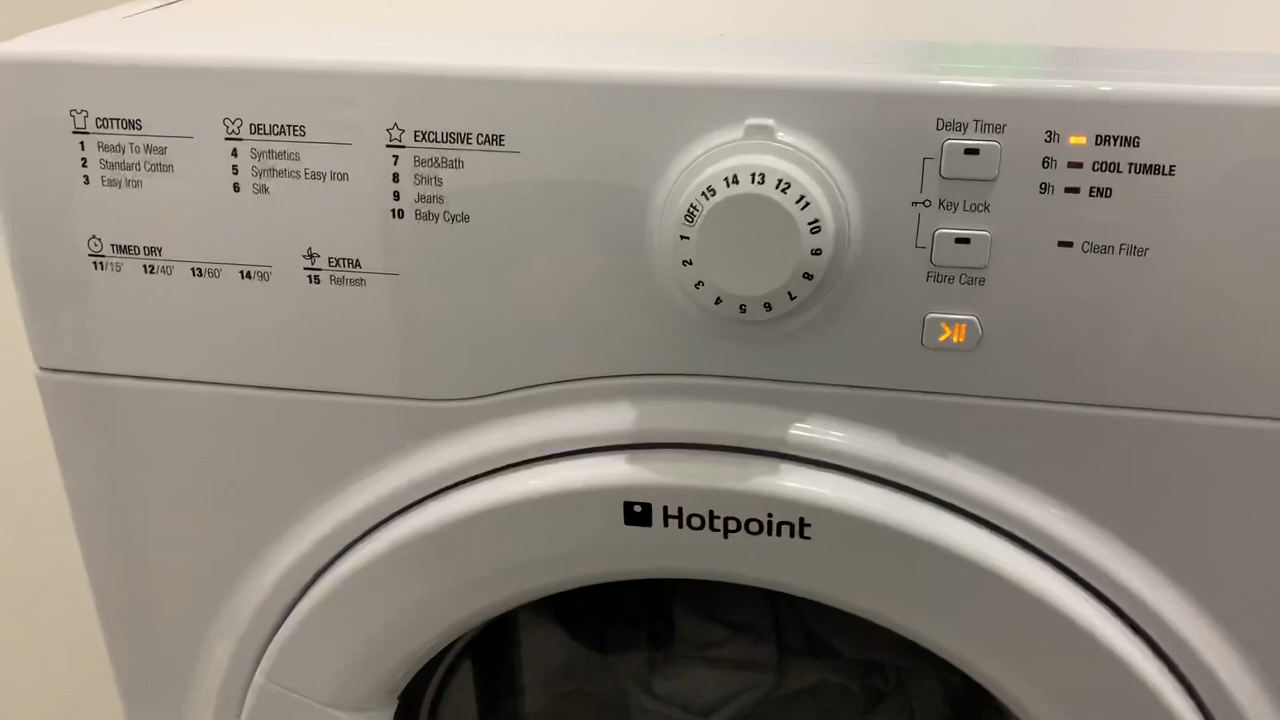 COTTONS
1 Ready To Wear
2 Standard Cotton
3 Easy Iron
DELICATES
4 Synthetics
5 Synthetics Easy Iron
6 Silk
EXCLUSIVE CARE
7 Bed&Bath
8 Shirts
9 Jeans
10 Baby Cycle
TIMED DRY
11/15' 12/40' 13/60' 14/90'
EXTRA
15 Refresh
OFF 15 14 13 12 11 10 9 8 7 6 5 4 3 2 1
Delay Timer
Key Lock
Fibre Care
3h DRYING
6h COOL TUMBLE
9h END
Clean Filter
Hotpoint